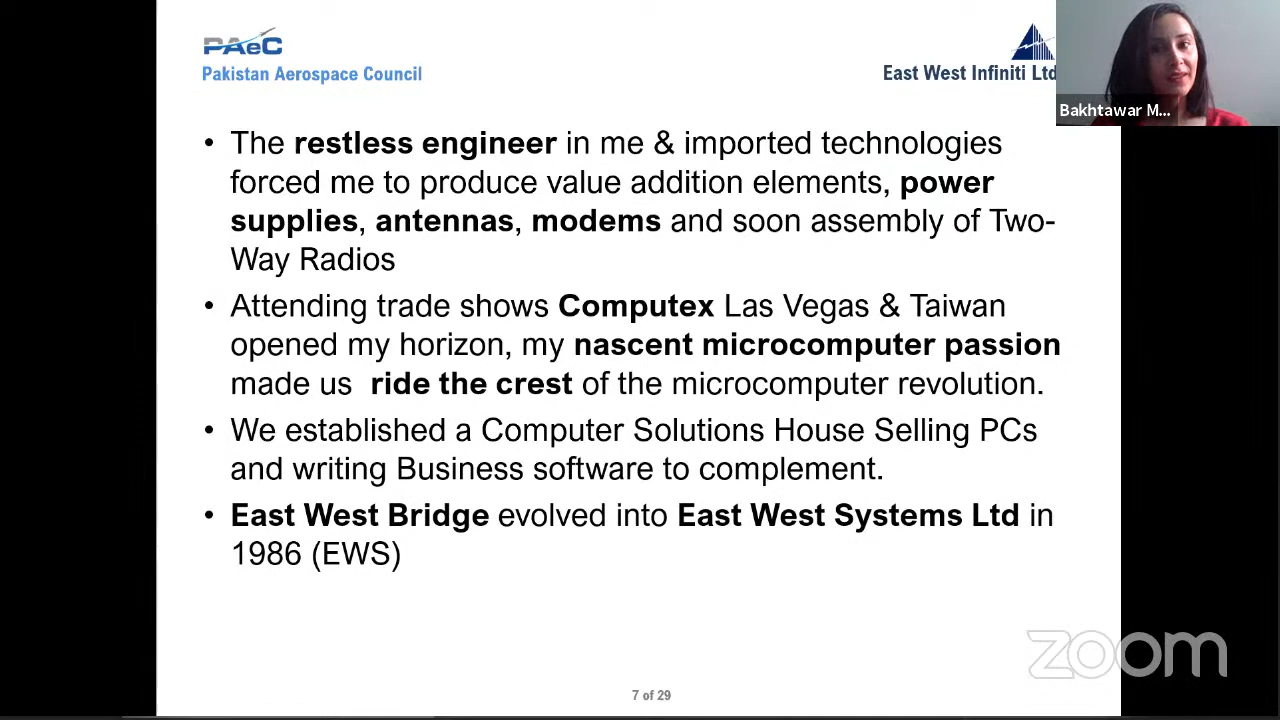 PAeC
Pakistan Aerospace Council
East West Infiniti Ltd
Bakhtawar M...
• The restless engineer in me & imported technologies
forced me to produce value addition elements, power
supplies, antennas, modems and soon assembly of Two-
Way Radios
• Attending trade shows Computex Las Vegas & Taiwan
opened my horizon, my nascent microcomputer passion
made us ride the crest of the microcomputer revolution.
• We established a Computer Solutions House Selling PCs
and writing Business software to complement.
• East West Bridge evolved into East West Systems Ltd in
1986 (EWS)
zoom
7 of 29